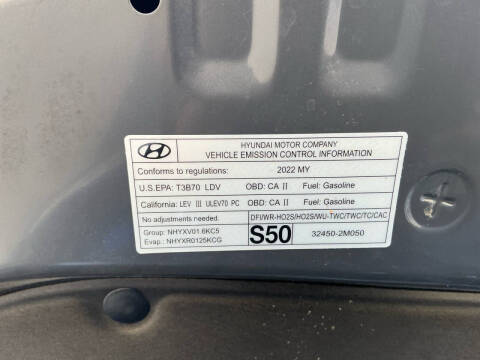 HYUNDAI MOTOR COMPANY
VEHICLE EMISSION CONTROL INFORMATION
Conforms to regulations: 2022 MY
U.S.EPA: T3B70 LDV OBD: CA II Fuel: Gasoline
California: LEV III ULEV70 PC OBD: CA II Fuel: Gasoline
No adjustments needed. DFI/WR-HO2S/HO2S/WU-TWC/TWC/TC/CAC
Group: NHYXV01.6KC5
Evap.: NHYXR0125KCG
S50 32450-2M050